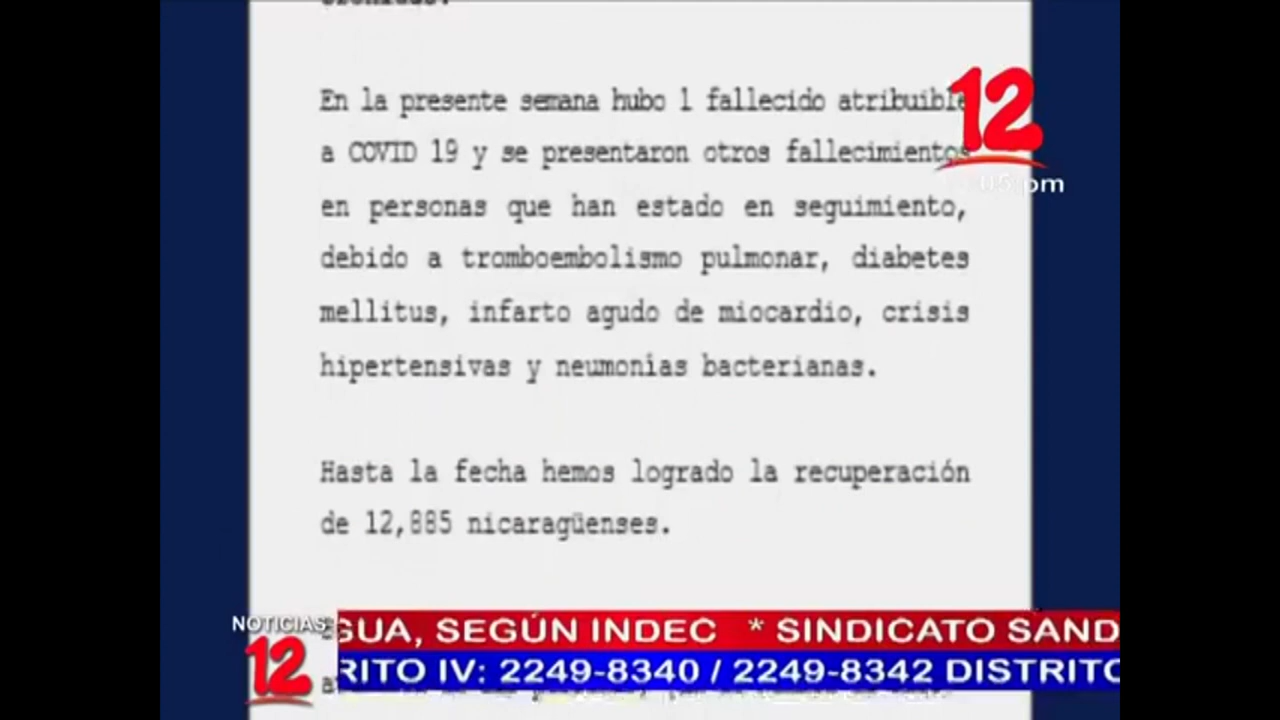 En la presente semana hubo 1 fallecido atribuible
a COVID 19 y se presentaron otros fallecimientos
en personas que han estado en seguimiento,
debido a tromboembolismo pulmonar, diabetes
mellitus, infarto agudo de miocardio, crisis
hipertensivas y neumonías bacterianas.
Hasta la fecha hemos logrado la recuperación
de 12,885 nicaragüenses.
12
05 pm
NOTICIAS
12
GUA, SEGÚN INDEC * SINDICATO SAND
RITO IV: 2249-8340 / 2249-8342 DISTRITO